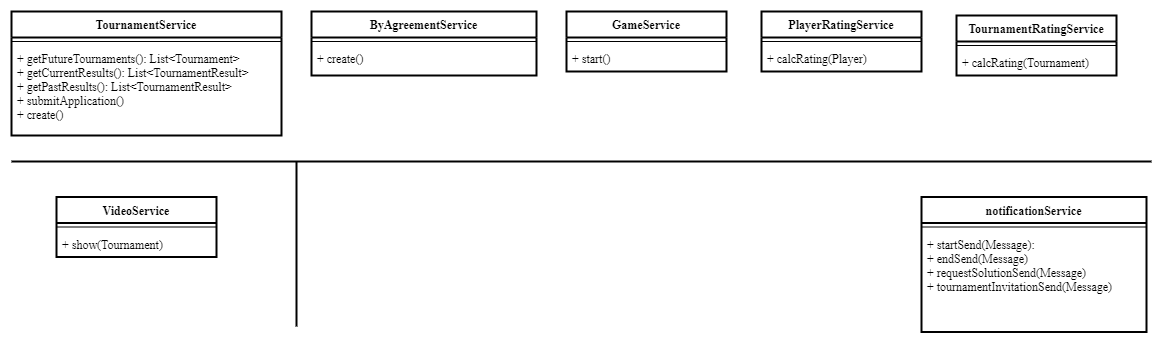 TournamentService
+ getFutureTournaments(): List<Tournament>
+ getCurrentResults(): List<TournamentResult>
+ getPastResults(): List<TournamentResult>
+ submitApplication()
+ create()
ByAgreementService
+ create()
GameService
+ start()
PlayerRatingService
+ calcRating(Player)
TournamentRatingService
+ calcRating(Tournament)
VideoService
+ show(Tournament)
notificationService
+ startSend(Message):
+ endSend(Message)
+ requestSolutionSend(Message)
+ tournamentInvitationSend(Message)